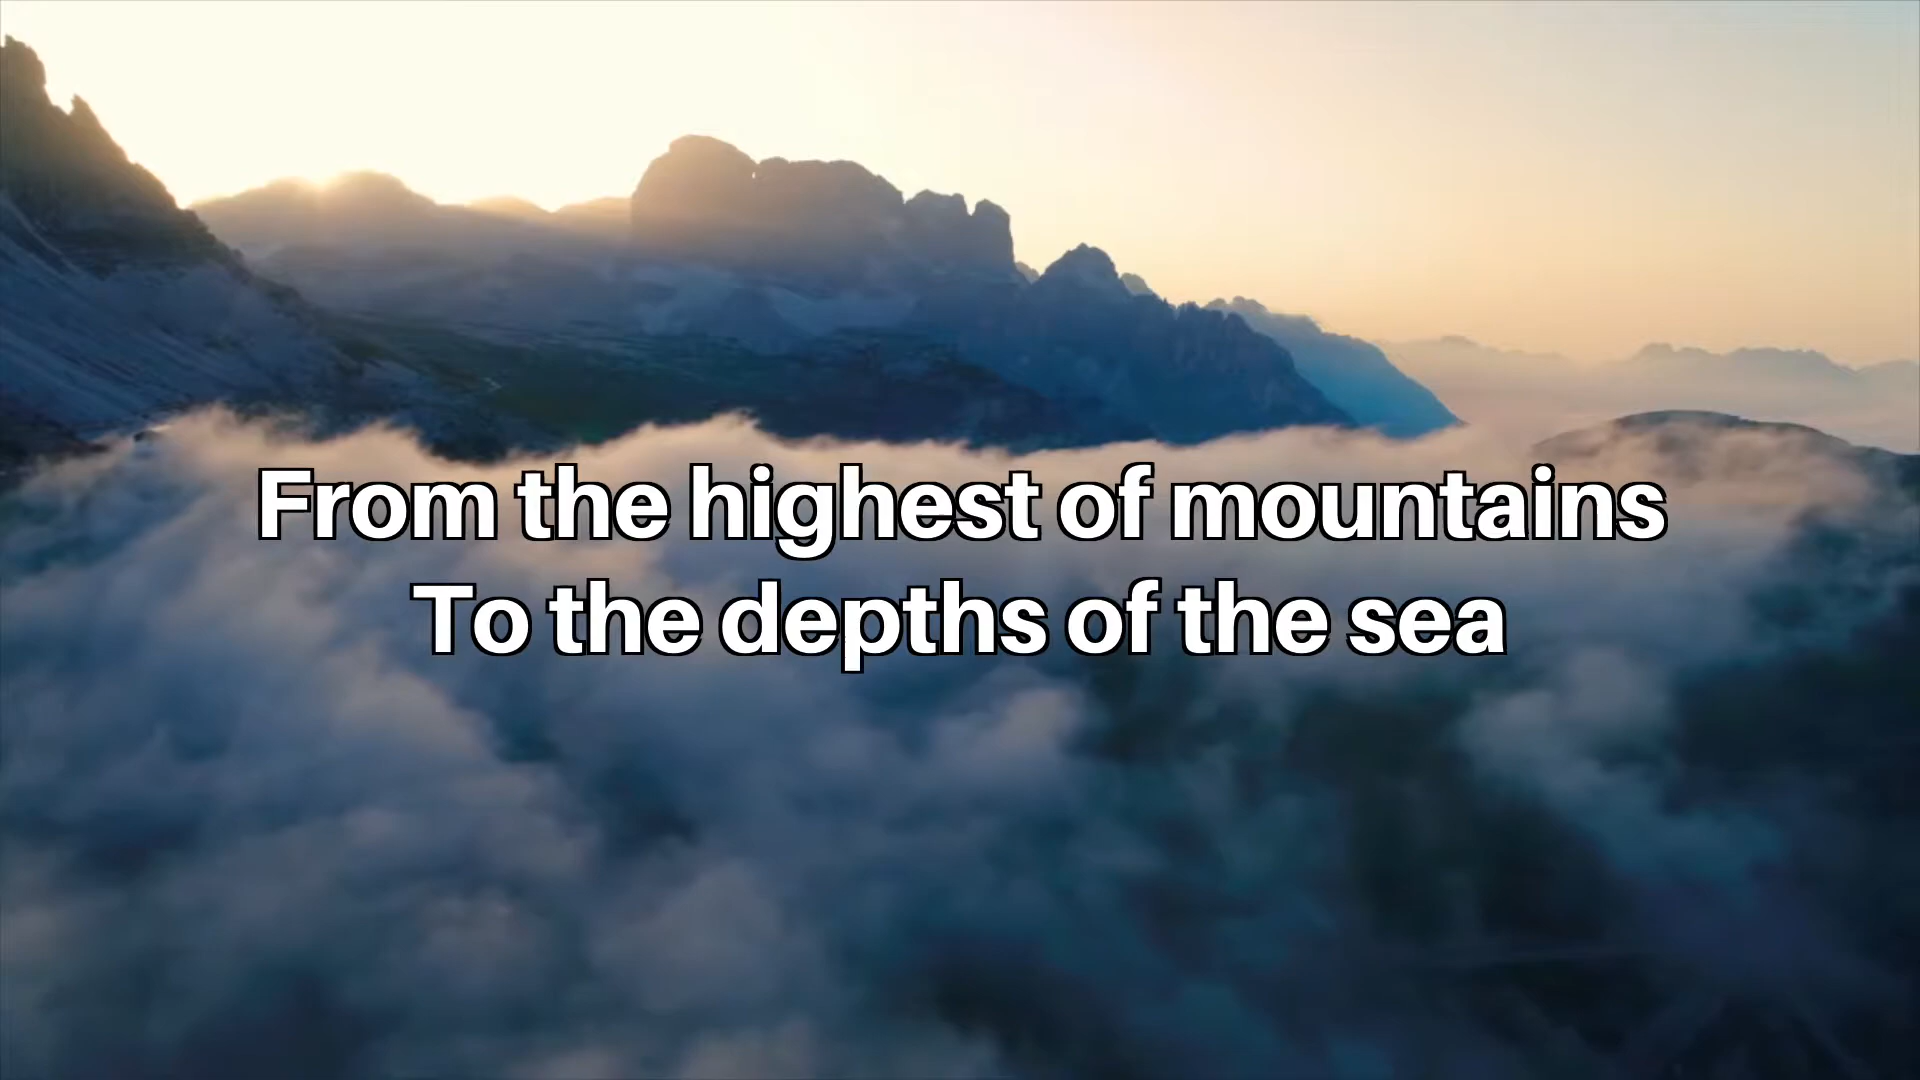 From the highest of mountains
To the depths of the sea